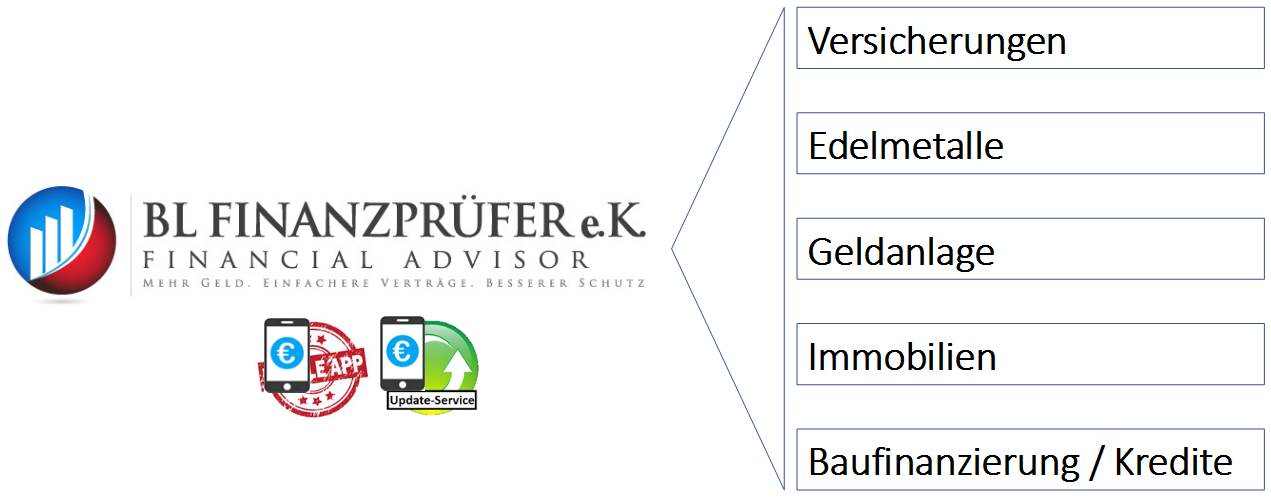 BL FINANZPRÜFER e.K.
FINANCIAL ADVISOR
MEHR GELD. EINFACHERE VERTRÄGE. BESSERER SCHUTZ
€
APP
€
Update-Service
Versicherungen
Edelmetalle
Geldanlage
Immobilien
Baufinanzierung / Kredite